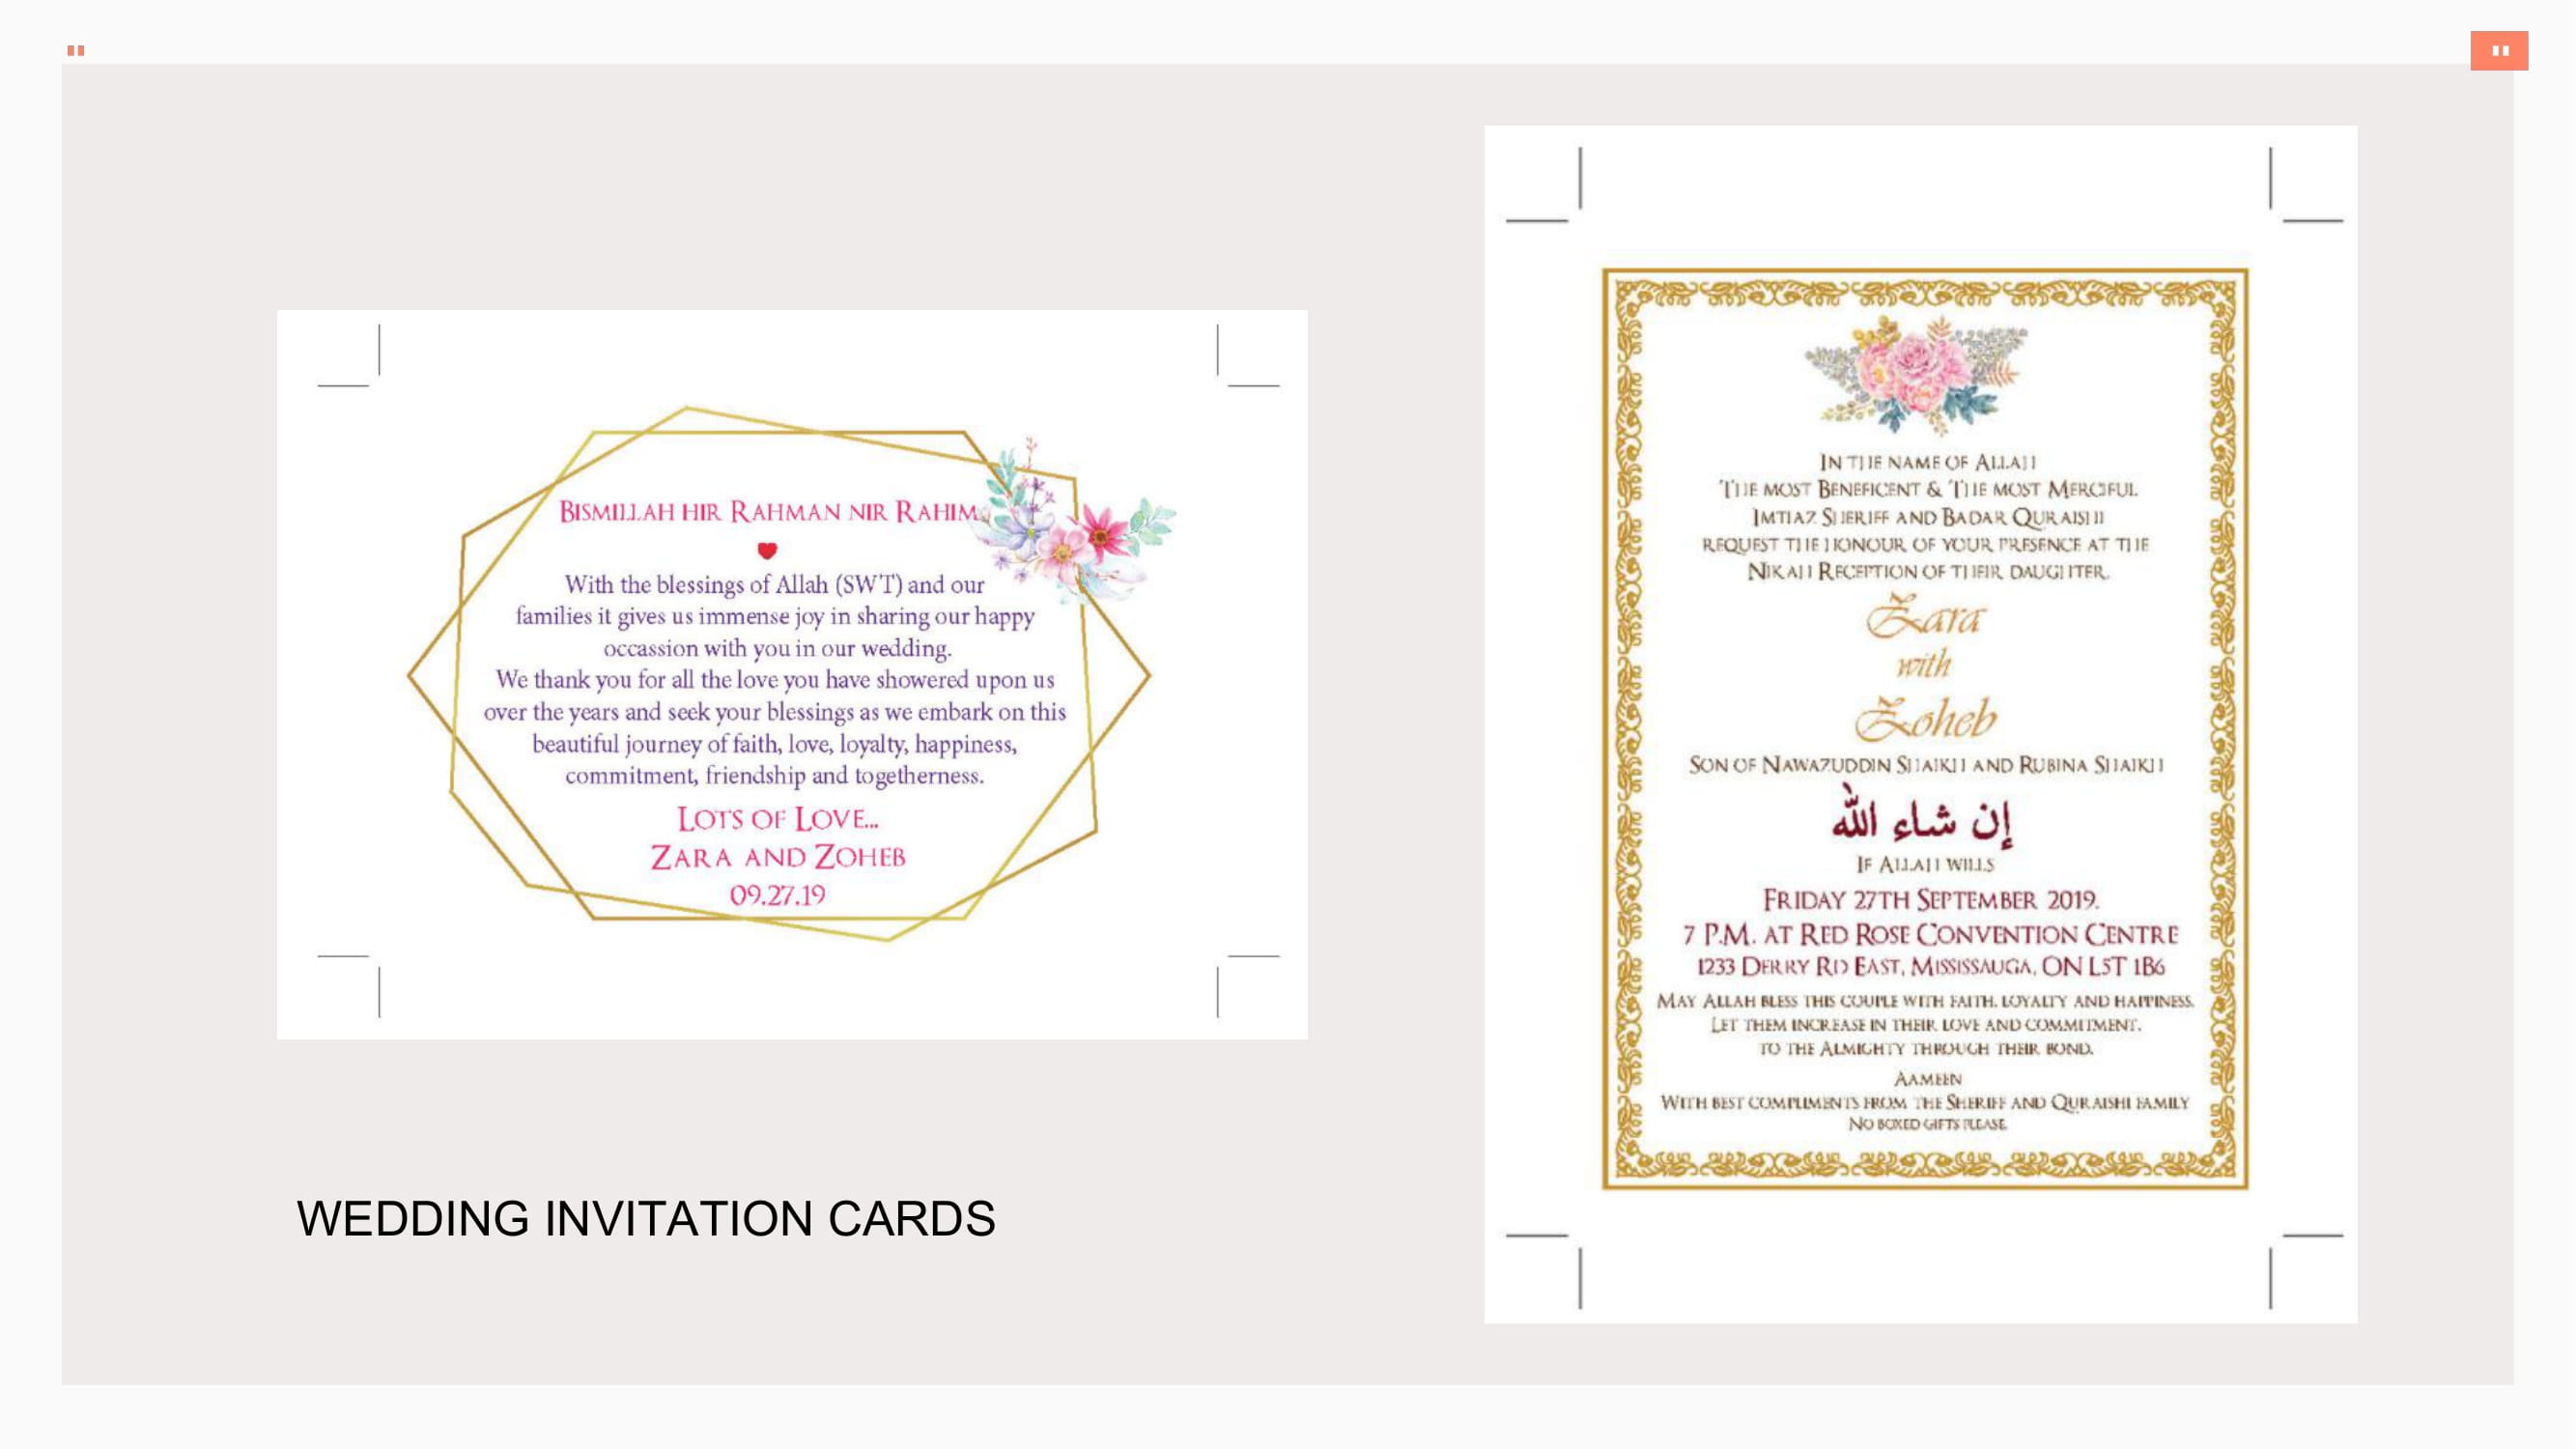 BISMILLAH HIR RAHMAN NIR RAHIM
With the blessings of Allah (SWT) and our
families it gives us immense joy in sharing our happy
occassion with you in our wedding.
We thank you for all the love you have showered upon us
over the years and seek your blessings as we embark on this
beautiful journey of faith, love, loyalty, happiness,
commitment, friendship and togetherness.
LOTS OF LOVE...
ZARA AND ZOHEB
09.27.19
WEDDING INVITATION CARDS
IN THE NAME OF ALLAH
THE MOST BENEFICENT & THE MOST MERCIFUL
IMTIAZ SHERIFF AND BADAR QURAISHI
REQUEST THE HONOUR OF YOUR PRESENCE AT THE
NIKAH RECEPTION OF THEIR DAUGHTER.
Zara
with
Zoheb
SON OF NAWAZUDDIN SHAIKH AND RUBINA SHAIKH
إن شاء الله
IF ALLAH WILLS
FRIDAY 27TH SEPTEMBER 2019.
7 P.M. AT RED ROSE CONVENTION CENTRE
1233 DERRY RD EAST, MISSISSAUGA, ON L5T 1B6
MAY ALLAH BLESS THIS COUPLE WITH FAITH, LOYALTY AND HAPPINESS.
LET THEM INCREASE IN THEIR LOVE AND COMMITMENT.
TO THE ALMIGHTY THROUGH THEIR BOND.
AAMEEN
WITH BEST COMPLIMENTS FROM THE SHERIFF AND QURAISHI FAMILY
NO BOXED GIFTS PLEASE